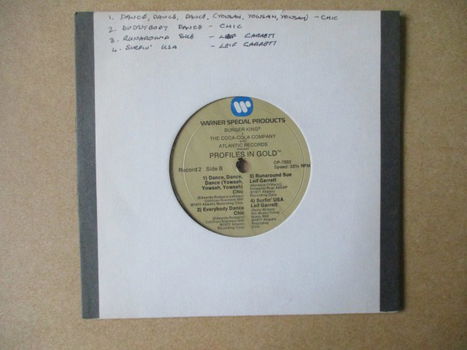 1. DANCE, DANCE, DANCE, (YOWSAH, YOWSAH, YOWSAH) - CHIC
2. EVERYBODY DANCE - CHIC
3. RUNAROUND SUE - LEIF GARRETT
4. SURFIN' USA - LEIF GARRETT
WARNER SPECIAL PRODUCTS
BURGER KING®
THE COCA-COLA COMPANY
ATLANTIC RECORDS
PROFILES IN GOLD™
Record 2 Side B
Speed: 33⅓ RPM
1) Dance, Dance,
Dance (Yowsah,
Yowsah, Yowsah)
Chic
2) Everybody Dance
Chic
3) Runaround Sue
Leif Garrett
4) Surfin' USA
Leif Garrett